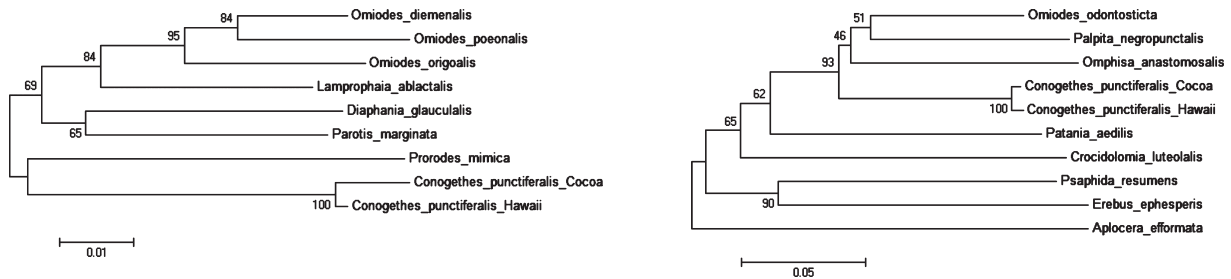 84
Omiodes_diemenalis
95
Omiodes_poeonalis
84
Omiodes_origoalis
69
Lamprophaia_ablactalis
Diaphania_glauculalis
65
Parotis_marginata
Prorodes_mimica
Conogethes_punctiferalis_Cocoa
100
Conogethes_punctiferalis_Hawaii
0.01
51
Omiodes_odontosticta
46
Palpita_negropunctalis
93
Omphisa_anastomosalis
Conogethes_punctiferalis_Cocoa
62
100
Conogethes_punctiferalis_Hawaii
65
Patania_aedilis
Crocidolomia_luteolalis
Psaphida_resumens
90
Erebus_ephesperis
Aplocera_efformata
0.05